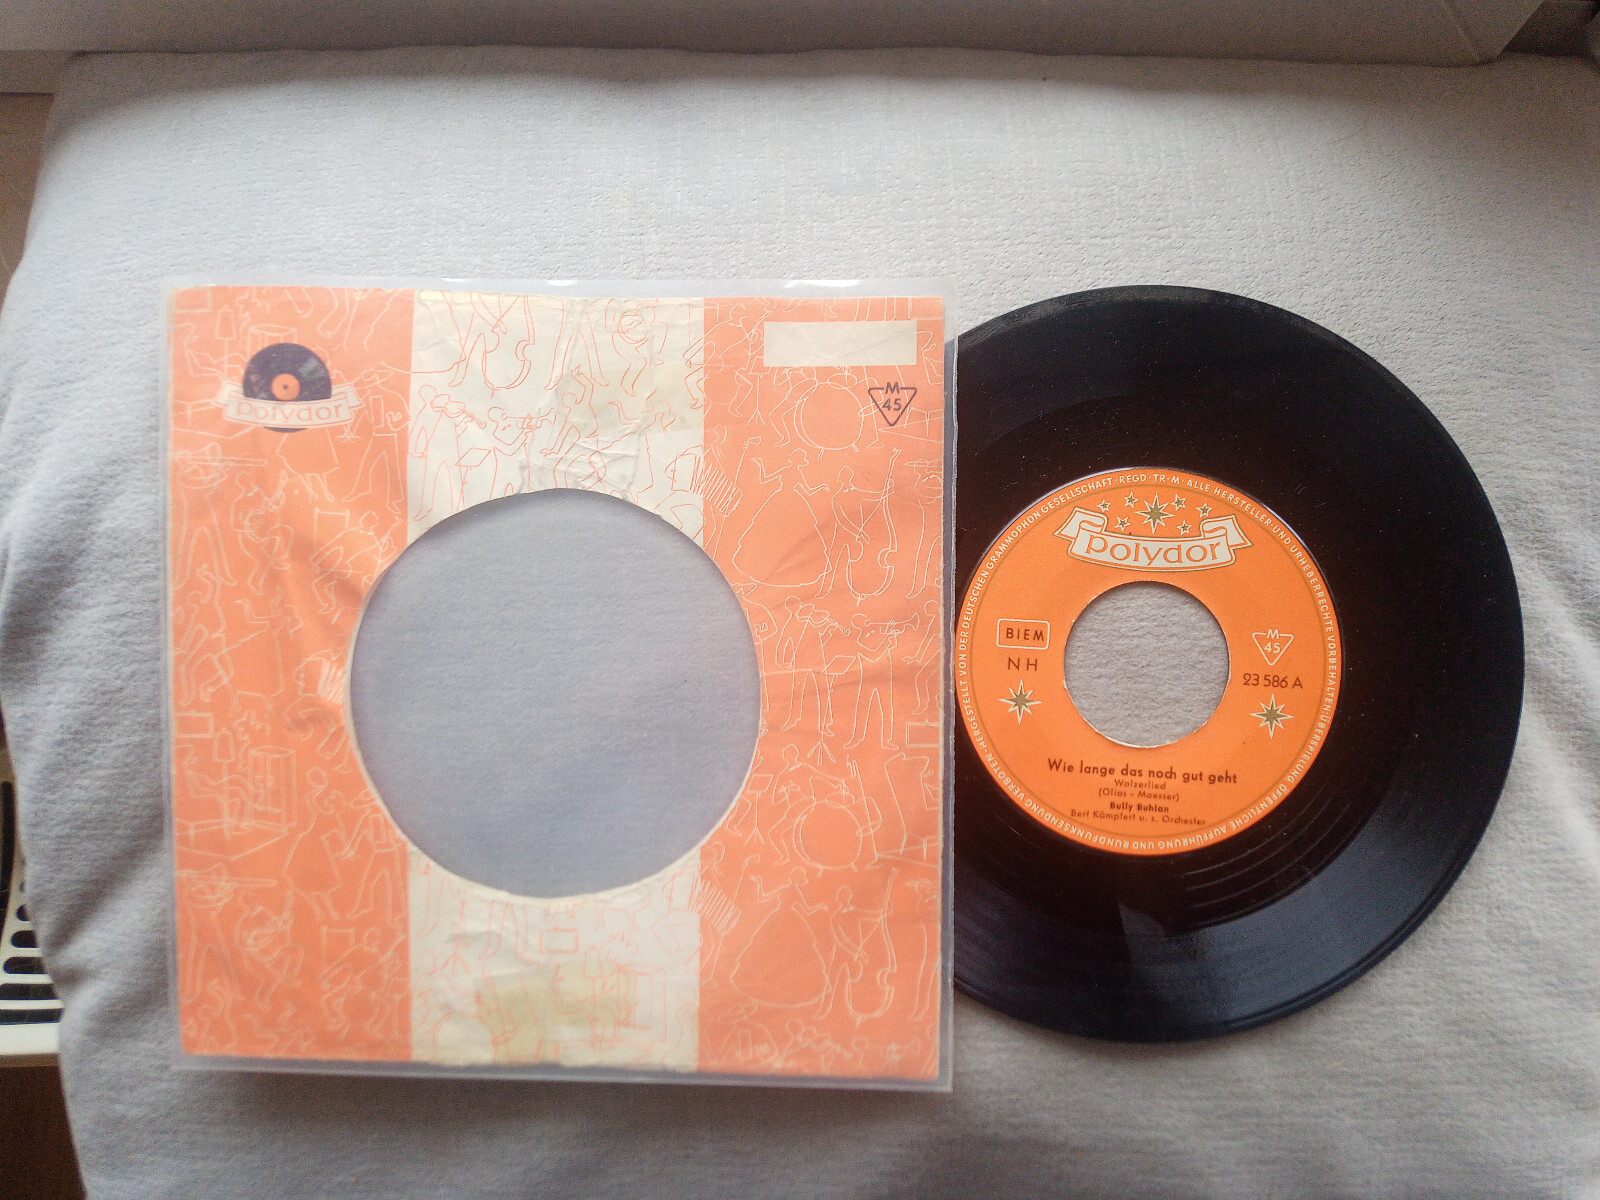 polydor
M
45
HERGESTELLT VON DER DEUTSCHEN GRAMMOPHON GESELLSCHAFT · REGD · TR · M · ALLE HERSTELLER- UND URHEBERRECHTE VORBEHALTEN · ÜBERSPIELUNG ÖFFENTLICHE AUFFÜHRUNG UND RUNDFUNKSENDUNG VERBOTEN ·
polydor
BIEM
NH
M
45
23 586 A
Wie lange das noch gut geht
Walzerlied
(Olias - Moesser)
Bully Buhlan
Bert Kämpfert u. s. Orchester